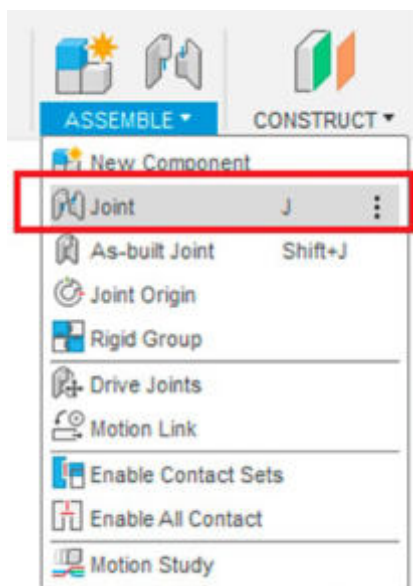 ASSEMBLE▼ CONSTRUCT▼
New Component
Joint J
As-built Joint Shift+J
Joint Origin
Rigid Group
Drive Joints
Motion Link
Enable Contact Sets
Enable All Contact
Motion Study